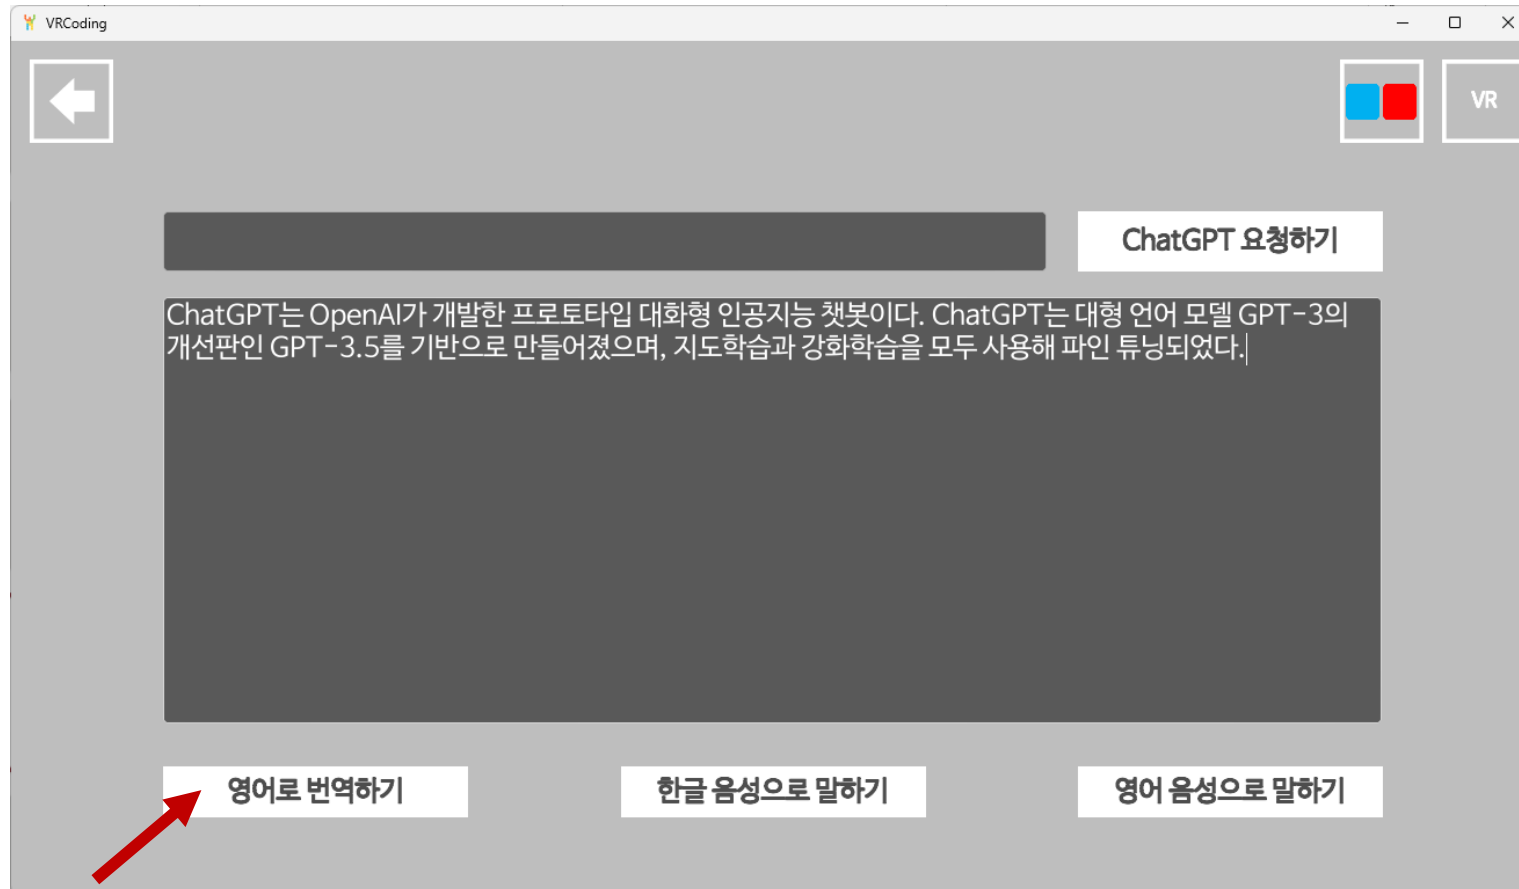 VRCoding
VR
ChatGPT 요청하기
ChatGPT는 OpenAI가 개발한 프로토타입 대화형 인공지능 챗봇이다. ChatGPT는 대형 언어 모델 GPT-3의
개선판인 GPT-3.5를 기반으로 만들어졌으며, 지도학습과 강화학습을 모두 사용해 파인 튜닝되었다.
영어로 번역하기
한글 음성으로 말하기
영어 음성으로 말하기